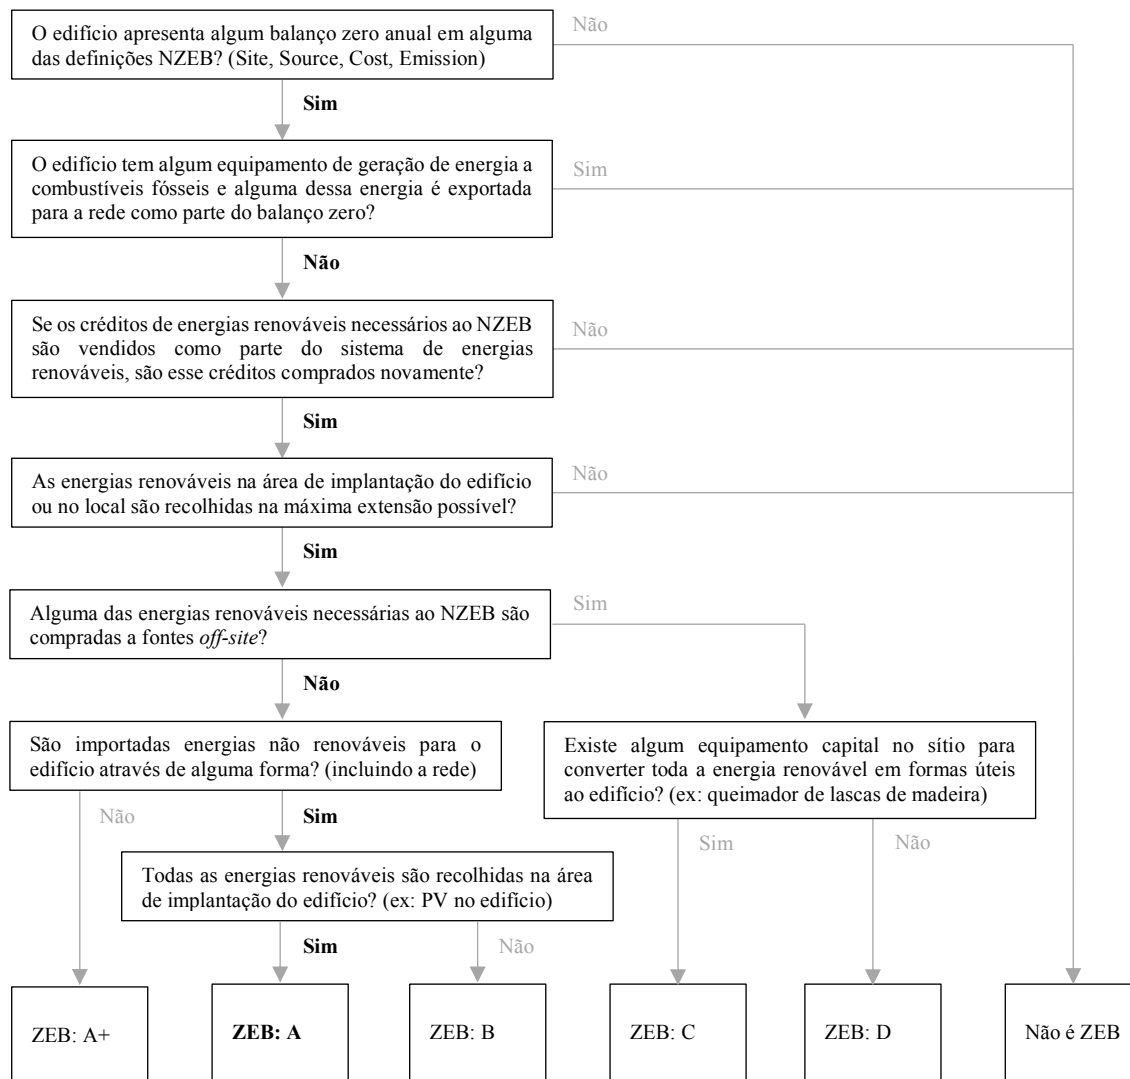 O edifício apresenta algum balanço zero anual em alguma
das definições NZEB? (Site, Source, Cost, Emission)
Não
Sim
O edifício tem algum equipamento de geração de energia a
combustíveis fósseis e alguma dessa energia é exportada
para a rede como parte do balanço zero?
Sim
Não
Se os créditos de energias renováveis necessários ao NZEB
são vendidos como parte do sistema de energias
renováveis, são esse créditos comprados novamente?
Não
Sim
As energias renováveis na área de implantação do edifício
ou no local são recolhidas na máxima extensão possível?
Não
Sim
Alguma das energias renováveis necessárias ao NZEB são
compradas a fontes off-site?
Sim
Não
São importadas energias não renováveis para o
edifício através de alguma forma? (incluindo a rede)
Existe algum equipamento capital no sítio para
converter toda a energia renovável em formas úteis
ao edifício? (ex: queimador de lascas de madeira)
Não
Sim
Sim
Não
Todas as energias renováveis são recolhidas na área
de implantação do edifício? (ex: PV no edifício)
Sim
Não
ZEB: A+
ZEB: A
ZEB: B
ZEB: C
ZEB: D
Não é ZEB